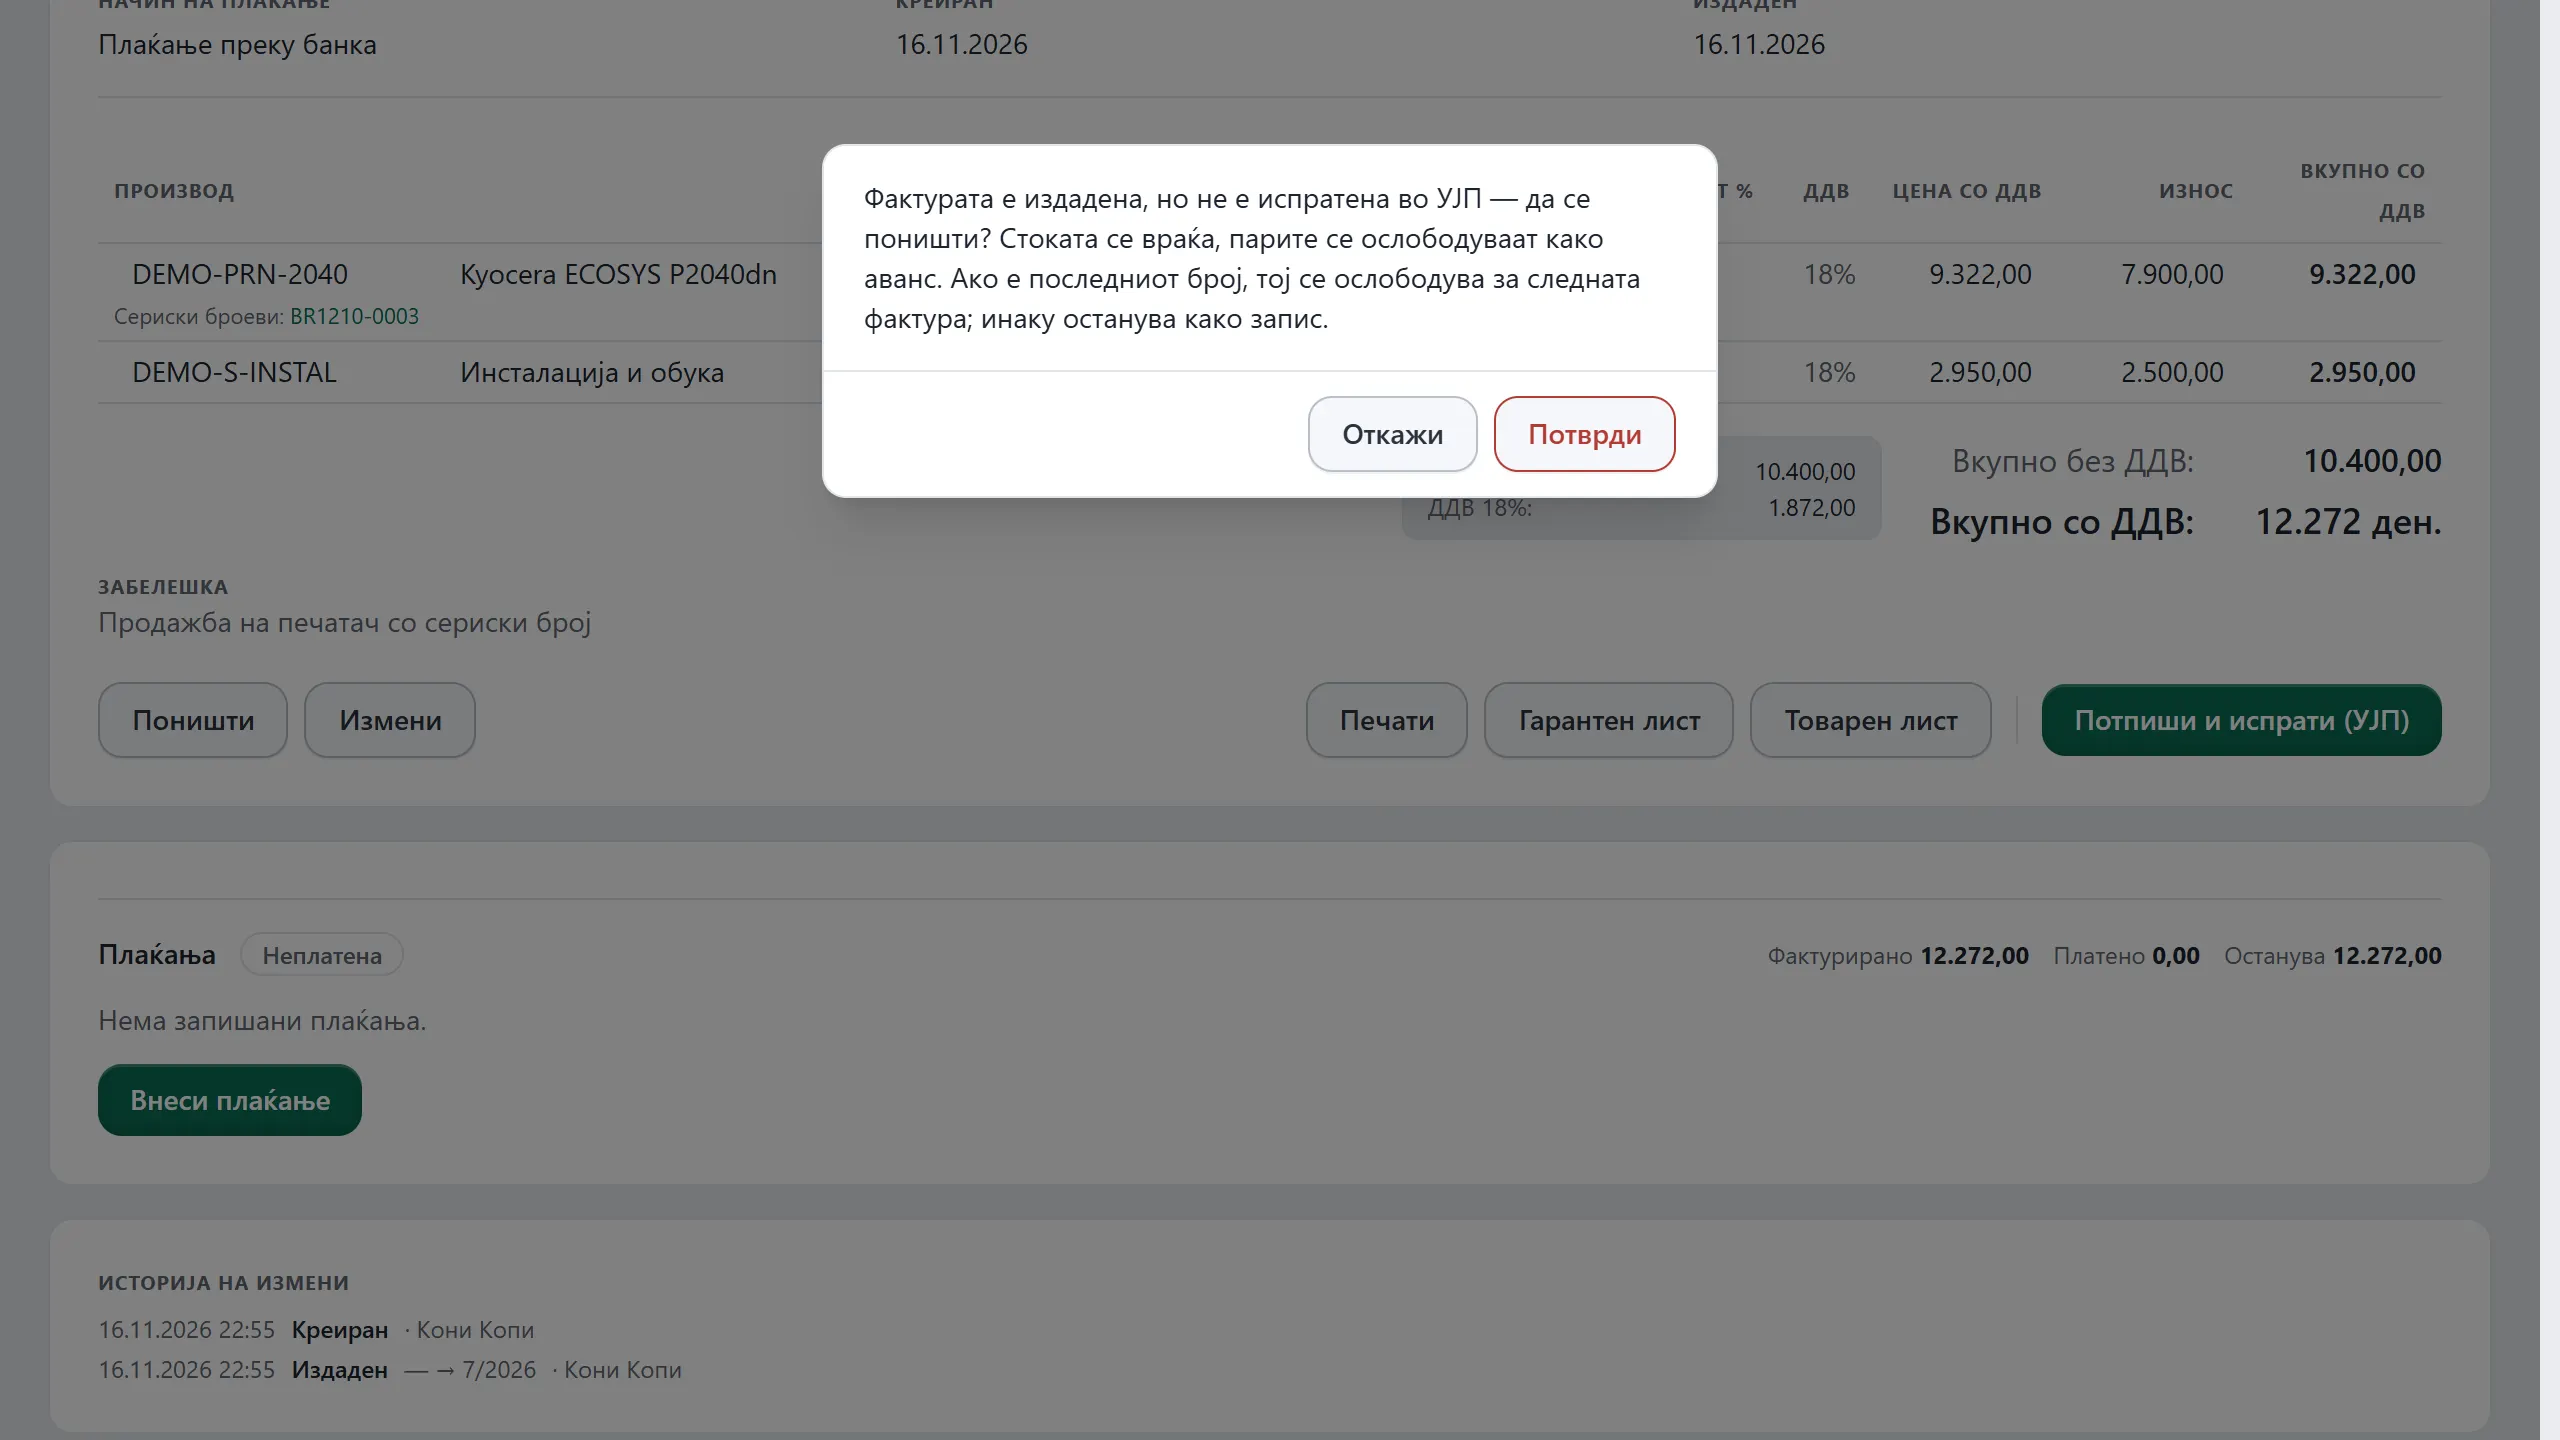 НАЧИН НА ПЛАЌАЊЕ
КРЕИРАН
ИЗДАДЕН
Плаќање преку банка
16.11.2026
16.11.2026
Фактурата е издадена, но не е испратена во УЈП — да се
поништи? Стоката се враќа, парите се ослободуваат како
аванс. Ако е последниот број, тој се ослободува за следната
фактура; инаку останува како запис.
Откажи
Потврди
ПРОИЗВОД
Т %
ДДВ
ЦЕНА СО ДДВ
ИЗНОС
ВКУПНО СО
ДДВ
DEMO-PRN-2040
Kyocera ECOSYS P2040dn
18%
9.322,00
7.900,00
9.322,00
Сериски броеви: BR1210-0003
DEMO-S-INSTAL
Инсталација и обука
18%
2.950,00
2.500,00
2.950,00
10.400,00
ДДВ 18%:
1.872,00
Вкупно без ДДВ:
10.400,00
Вкупно со ДДВ:
12.272 ден.
ЗАБЕЛЕШКА
Продажба на печатач со сериски број
Поништи
Измени
Печати
Гарантен лист
Товарен лист
Потпиши и испрати (УЈП)
Плаќања
Неплатена
Фактурирано 12.272,00
Платено 0,00
Останува 12.272,00
Нема запишани плаќања.
Внеси плаќање
ИСТОРИЈА НА ИЗМЕНИ
16.11.2026 22:55 Креиран · Кони Копи
16.11.2026 22:55 Издаден — → 7/2026 · Кони Копи